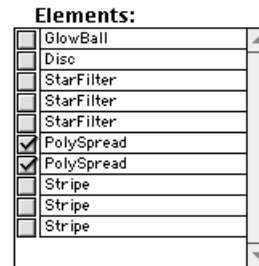 Elements:
GlowBall
Disc
StarFilter
StarFilter
StarFilter
PolySpread
PolySpread
Stripe
Stripe
Stripe